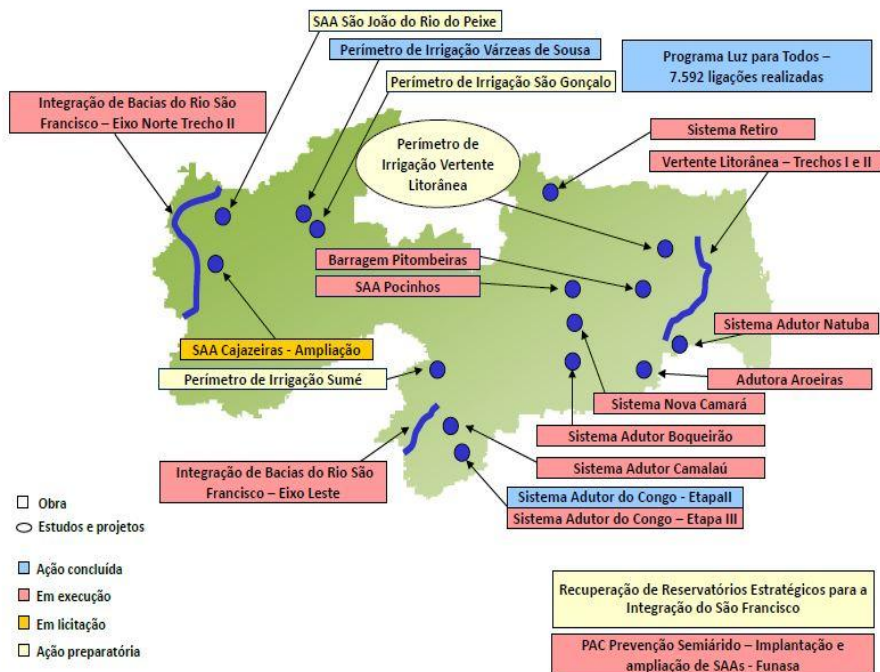 SAA São João do Rio do Peixe
Perímetro de Irrigação Várzeas de Sousa
Perímetro de Irrigação São Gonçalo
Programa Luz para Todos –
7.592 ligações realizadas
Integração de Bacias do Rio São
Francisco – Eixo Norte Trecho II
Perímetro de
Irrigação Vertente
Litorânea
Sistema Retiro
Vertente Litorânea – Trechos I e II
Barragem Pitombeiras
SAA Pocinhos
Sistema Adutor Natuba
SAA Cajazeiras - Ampliação
Perímetro de Irrigação Sumé
Adutora Aroeiras
Sistema Nova Camará
Sistema Adutor Boqueirão
Integração de Bacias do Rio São
Francisco – Eixo Leste
Sistema Adutor Camalaú
Sistema Adutor do Congo - EtapaII
Sistema Adutor do Congo – Etapa III
Obra
Estudos e projetos
Ação concluída
Em execução
Em licitação
Ação preparatória
Recuperação de Reservatórios Estratégicos para a
Integração do São Francisco
PAC Prevenção Semiárido – Implantação e
ampliação de SAAs - Funasa